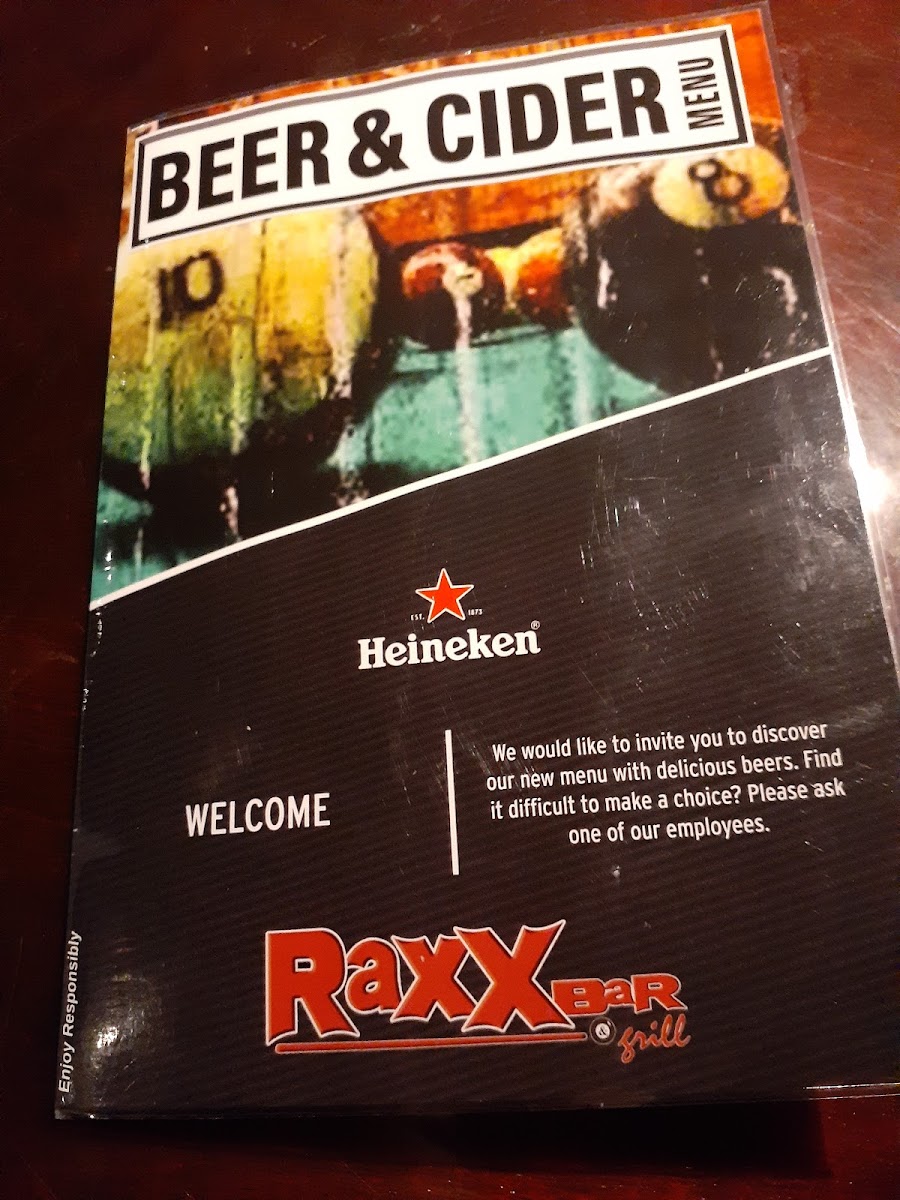 BEER & CIDER MENU
10
8
EST. 1873
Heineken®
WELCOME
We would like to invite you to discover
our new menu with delicious beers. Find
it difficult to make a choice? Please ask
one of our employees.
Enjoy Responsibly
RaxX BaR
& grill